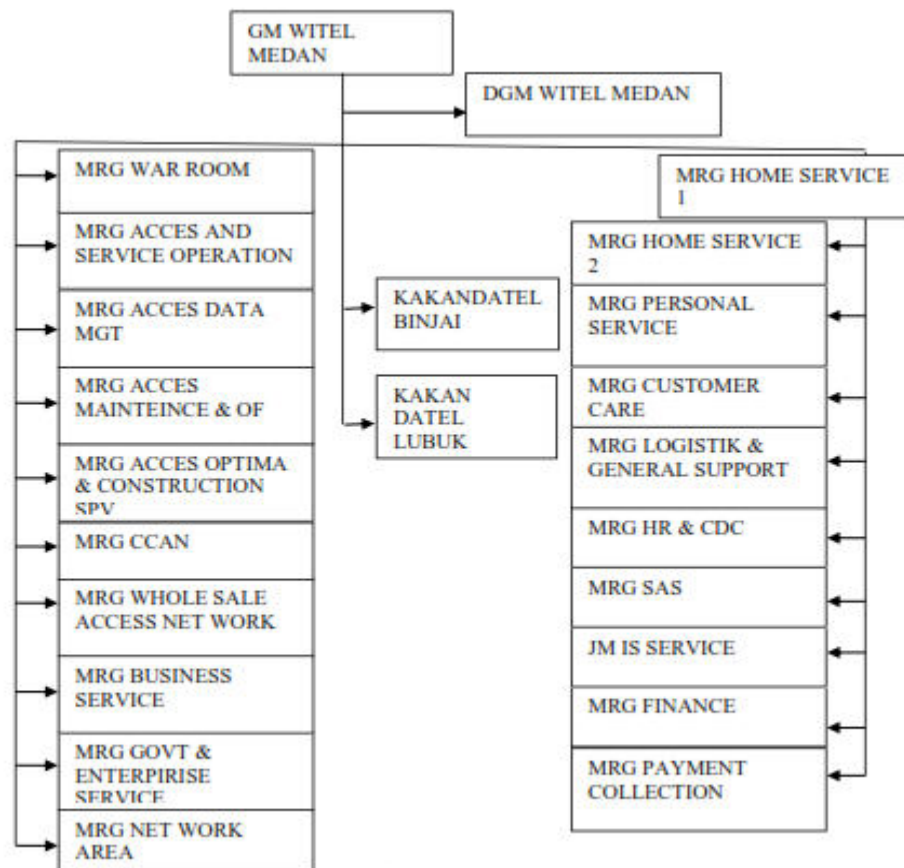 GM WITEL
MEDAN
DGM WITEL MEDAN
MRG WAR ROOM
MRG ACCES AND
SERVICE OPERATION
MRG ACCES DATA
MGT
MRG ACCES
MAINTEINCE & OF
MRG ACCES OPTIMA
& CONSTRUCTION
SPV
MRG CCAN
MRG WHOLE SALE
ACCESS NET WORK
MRG BUSINESS
SERVICE
MRG GOVT &
ENTERPIRISE
SERVICE
MRG NET WORK
AREA
KAKANDATEL
BINJAI
KAKAN
DATEL
LUBUK
MRG HOME SERVICE
1
MRG HOME SERVICE
2
MRG PERSONAL
SERVICE
MRG CUSTOMER
CARE
MRG LOGISTIK &
GENERAL SUPPORT
MRG HR & CDC
MRG SAS
JM IS SERVICE
MRG FINANCE
MRG PAYMENT
COLLECTION